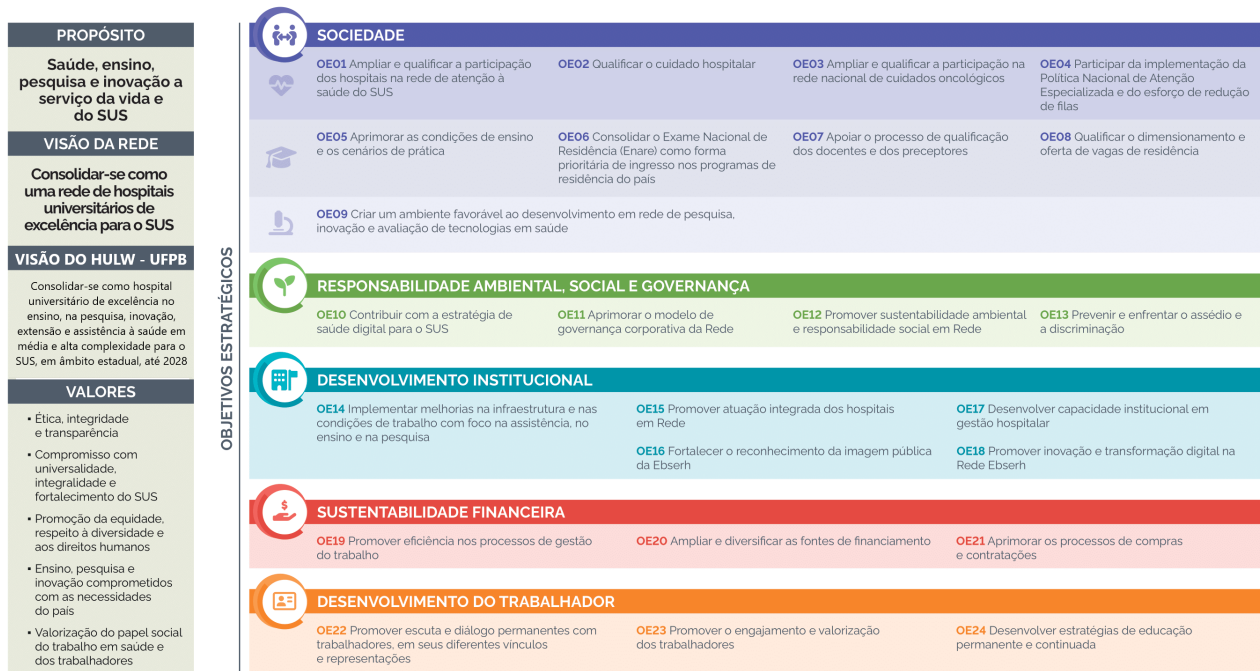 PROPÓSITO
Saúde, ensino,
pesquisa e inovação a
serviço da vida e
do SUS
VISÃO DA REDE
Consolidar-se como
uma rede de hospitais
universitários de
excelência para o SUS
VISÃO DO HULW - UFPB
Consolidar-se como hospital
universitário de excelência no
ensino, na pesquisa, inovação,
extensão e assistência à saúde em
média e alta complexidade para o
SUS, em âmbito estadual, até 2028
VALORES
▪ Ética, integridade
e transparência
▪ Compromisso com
universalidade,
integralidade e
fortalecimento do SUS
▪ Promoção da equidade,
respeito à diversidade e
aos direitos humanos
▪ Ensino, pesquisa e
inovação comprometidos
com as necessidades
do país
▪ Valorização do papel social
do trabalho em saúde e
dos trabalhadores
OBJETIVOS ESTRATÉGICOS
SOCIEDADE
OE01 Ampliar e qualificar a participação
dos hospitais na rede de atenção à
saúde do SUS
OE02 Qualificar o cuidado hospitalar
OE03 Ampliar e qualificar a participação na
rede nacional de cuidados oncológicos
OE04 Participar da implementação da
Política Nacional de Atenção
Especializada e do esforço de redução
de filas
OE05 Aprimorar as condições de ensino
e os cenários de prática
OE06 Consolidar o Exame Nacional de
Residência (Enare) como forma
prioritária de ingresso nos programas de
residência do país
OE07 Apoiar o processo de qualificação
dos docentes e dos preceptores
OE08 Qualificar o dimensionamento e
oferta de vagas de residência
OE09 Criar um ambiente favorável ao desenvolvimento em rede de pesquisa,
inovação e avaliação de tecnologias em saúde
RESPONSABILIDADE AMBIENTAL, SOCIAL E GOVERNANÇA
OE10 Contribuir com a estratégia de
saúde digital para o SUS
OE11 Aprimorar o modelo de
governança corporativa da Rede
OE12 Promover sustentabilidade ambiental
e responsabilidade social em Rede
OE13 Prevenir e enfrentar o assédio e
a discriminação
DESENVOLVIMENTO INSTITUCIONAL
OE14 Implementar melhorias na infraestrutura e nas
condições de trabalho com foco na assistência, no
ensino e na pesquisa
OE15 Promover atuação integrada dos hospitais
em Rede
OE16 Fortalecer o reconhecimento da imagem pública
da Ebserh
OE17 Desenvolver capacidade institucional em
gestão hospitalar
OE18 Promover inovação e transformação digital na
Rede Ebserh
$
SUSTENTABILIDADE FINANCEIRA
OE19 Promover eficiência nos processos de gestão
do trabalho
OE20 Ampliar e diversificar as fontes de financiamento
OE21 Aprimorar os processos de compras
e contratações
DESENVOLVIMENTO DO TRABALHADOR
OE22 Promover escuta e diálogo permanentes com
trabalhadores, em seus diferentes vínculos
e representações
OE23 Promover o engajamento e valorização
dos trabalhadores
OE24 Desenvolver estratégias de educação
permanente e continuada